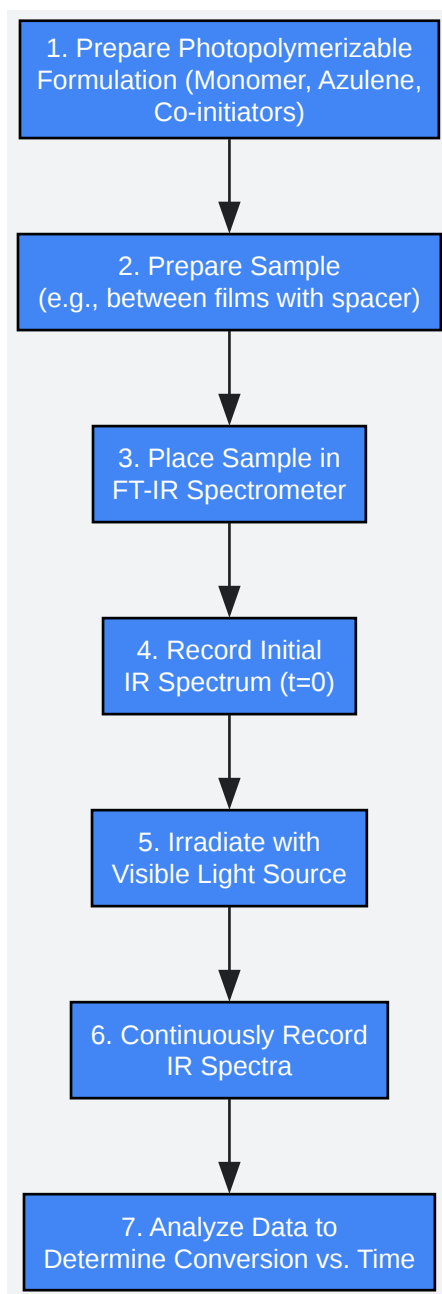 1. Prepare Photopolymerizable
Formulation (Monomer, Azulene,
Co-initiators)
2. Prepare Sample
(e.g., between films with spacer)
3. Place Sample in
FT-IR Spectrometer
4. Record Initial
IR Spectrum (t=0)
5. Irradiate with
Visible Light Source
6. Continuously Record
IR Spectra
7. Analyze Data to
Determine Conversion vs. Time